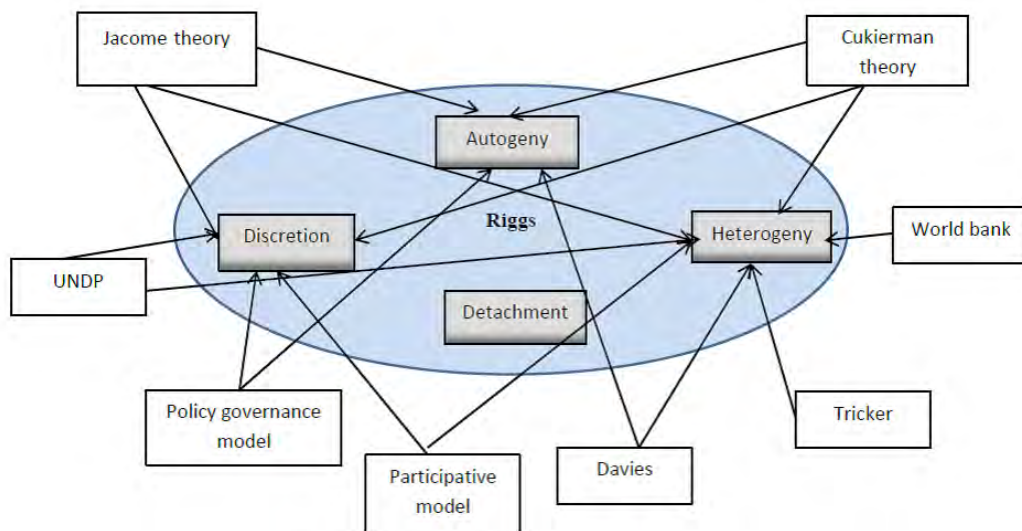 Jacome theory
Cukierman
theory
Autogeny
Riggs
Discretion
Heterogeny
World bank
UNDP
Detachment
Policy governance
model
Tricker
Participative
model
Davies